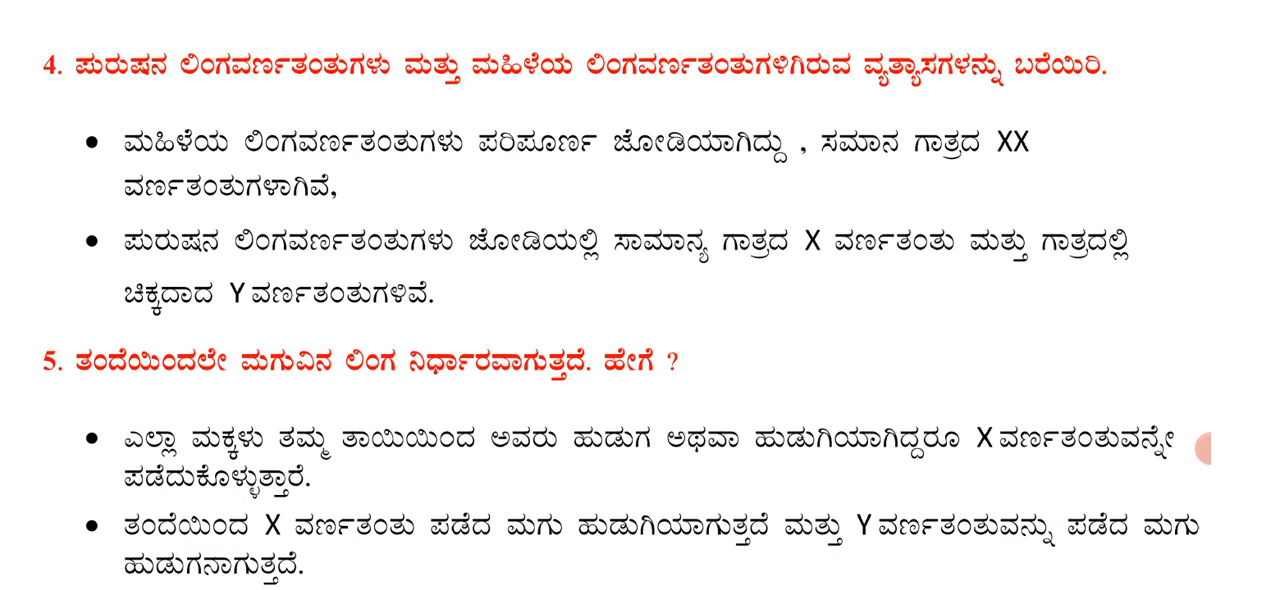 4. ಪುರುಷನ ಲಿಂಗವರ್ಣತಂತುಗಳು ಮತ್ತು ಮಹಿಳೆಯ ಲಿಂಗವರ್ಣತಂತುಗಳಿಗಿರುವ ವ್ಯತ್ಯಾಸಗಳನ್ನು ಬರೆಯಿರಿ.
• ಮಹಿಳೆಯ ಲಿಂಗವರ್ಣತಂತುಗಳು ಪರಿಪೂರ್ಣ ಜೋಡಿಯಾಗಿದ್ದು , ಸಮಾನ ಗಾತ್ರದ XX
ವರ್ಣತಂತುಗಳಾಗಿವೆ,
• ಪುರುಷನ ಲಿಂಗವರ್ಣತಂತುಗಳು ಜೋಡಿಯಲ್ಲಿ ಸಾಮಾನ್ಯ ಗಾತ್ರದ X ವರ್ಣತಂತು ಮತ್ತು ಗಾತ್ರದಲ್ಲಿ
ಚಿಕ್ಕದಾದ Y ವರ್ಣತಂತುಗಳಿವೆ.
5. ತಂದೆಯಿಂದಲೇ ಮಗುವಿನ ಲಿಂಗ ನಿರ್ಧಾರವಾಗುತ್ತದೆ. ಹೇಗೆ ?
• ಎಲ್ಲಾ ಮಕ್ಕಳು ತಮ್ಮ ತಾಯಿಯಿಂದ ಅವರು ಹುಡುಗ ಅಥವಾ ಹುಡುಗಿಯಾಗಿದ್ದರೂ X ವರ್ಣತಂತುವನ್ನೇ
ಪಡೆದುಕೊಳ್ಳುತ್ತಾರೆ.
• ತಂದೆಯಿಂದ X ವರ್ಣತಂತು ಪಡೆದ ಮಗು ಹುಡುಗಿಯಾಗುತ್ತದೆ ಮತ್ತು Y ವರ್ಣತಂತುವನ್ನು ಪಡೆದ ಮಗು
ಹುಡುಗನಾಗುತ್ತದೆ.